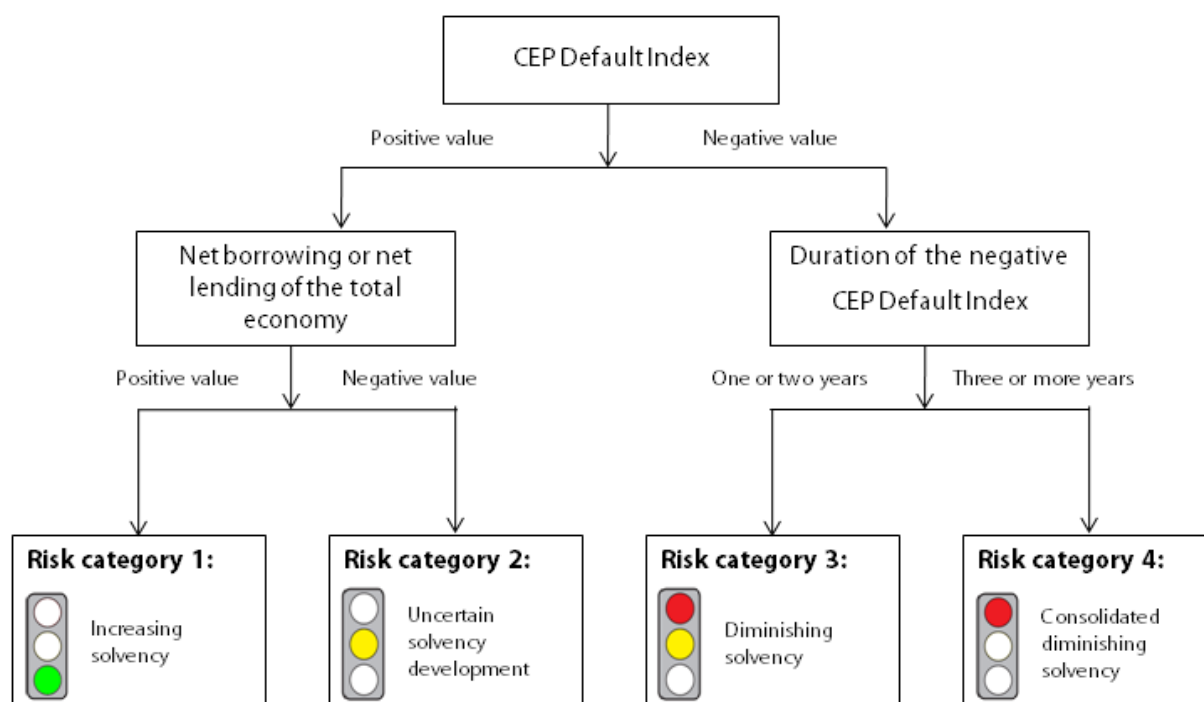 CEP Default Index
Positive value
Negative value
Net borrowing or net
lending of the total
economy
Duration of the negative
CEP Default Index
Positive value
Negative value
One or two years
Three or more years
Risk category 1:
Increasing
solvency
Risk category 2:
Uncertain
solvency
development
Risk category 3:
Diminishing
solvency
Risk category 4:
Consolidated
diminishing
solvency